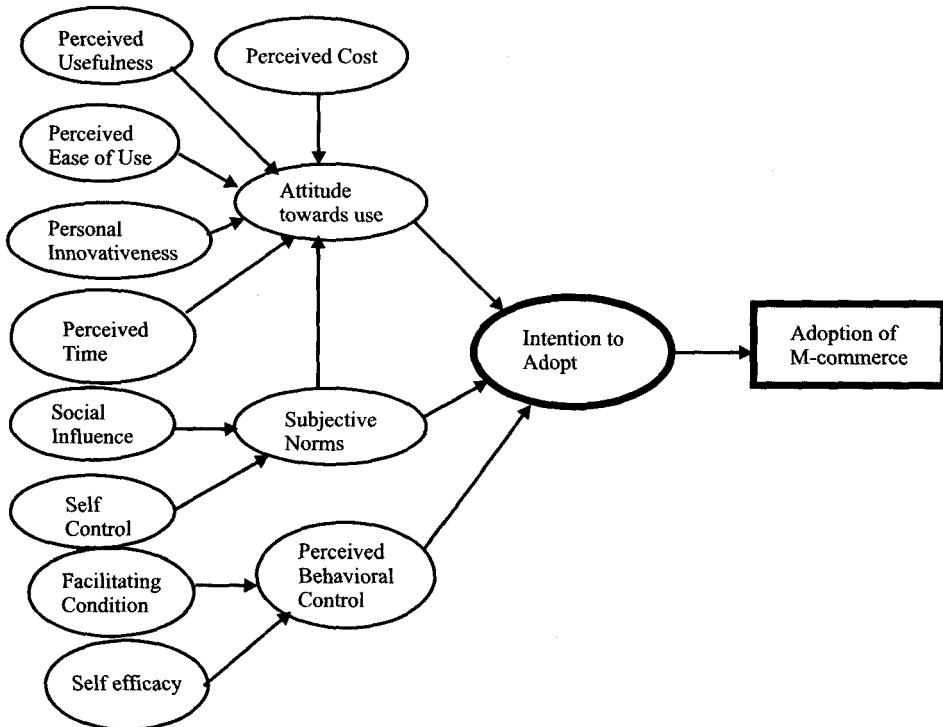 Perceived
Usefulness
Perceived Cost
Perceived
Ease of Use
Attitude
towards use
Personal
Innovativeness
Perceived
Time
Intention to
Adopt
Adoption of
M-commerce
Social
Influence
Subjective
Norms
Self
Control
Perceived
Behavioral
Control
Facilitating
Condition
Self efficacy